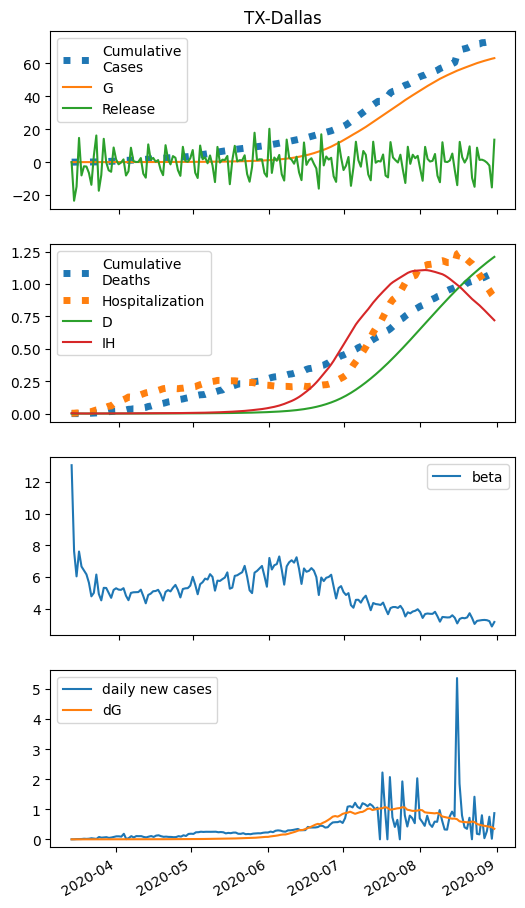 TX-Dallas
Cumulative
Cases
G
Release
60
40
20
0
−20
Cumulative
Deaths
Hospitalization
D
IH
1.25
1.00
0.75
0.50
0.25
0.00
beta
12
10
8
6
4
daily new cases
dG
5
4
3
2
1
0
2020-04
2020-05
2020-06
2020-07
2020-08
2020-09